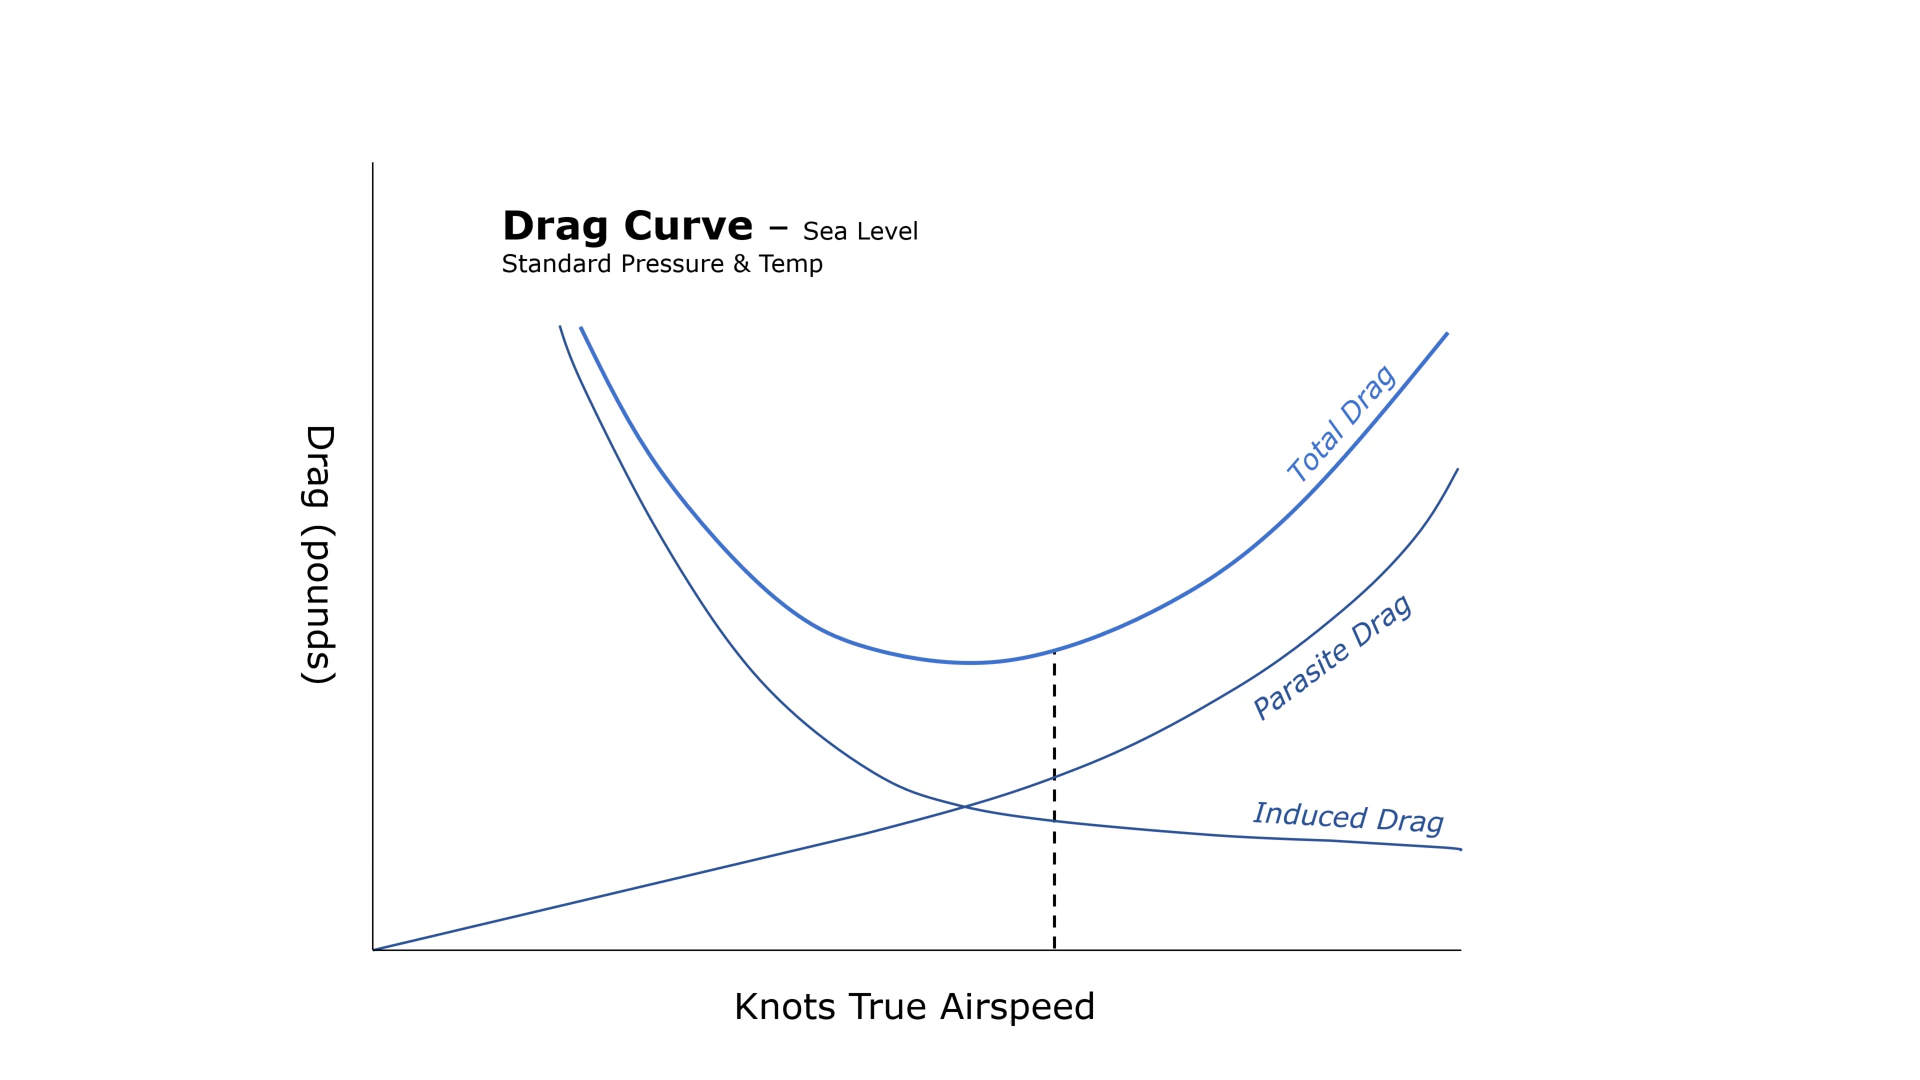 Drag Curve – Sea Level
Standard Pressure & Temp
Drag (pounds)
Total Drag
Parasite Drag
Induced Drag
Knots True Airspeed